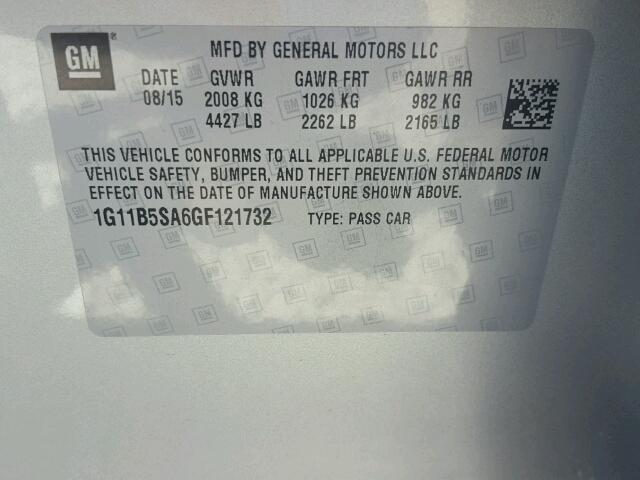 GM MFD BY GENERAL MOTORS LLC
DATE GVWR GAWR FRT GAWR RR
08/15 2008 KG 1026 KG 982 KG
4427 LB 2262 LB 2165 LB
THIS VEHICLE CONFORMS TO ALL APPLICABLE U.S. FEDERAL MOTOR
VEHICLE SAFETY, BUMPER, AND THEFT PREVENTION STANDARDS IN
EFFECT ON THE DATE OF MANUFACTURE SHOWN ABOVE.
1G11B5SA6GF121732 TYPE: PASS CAR